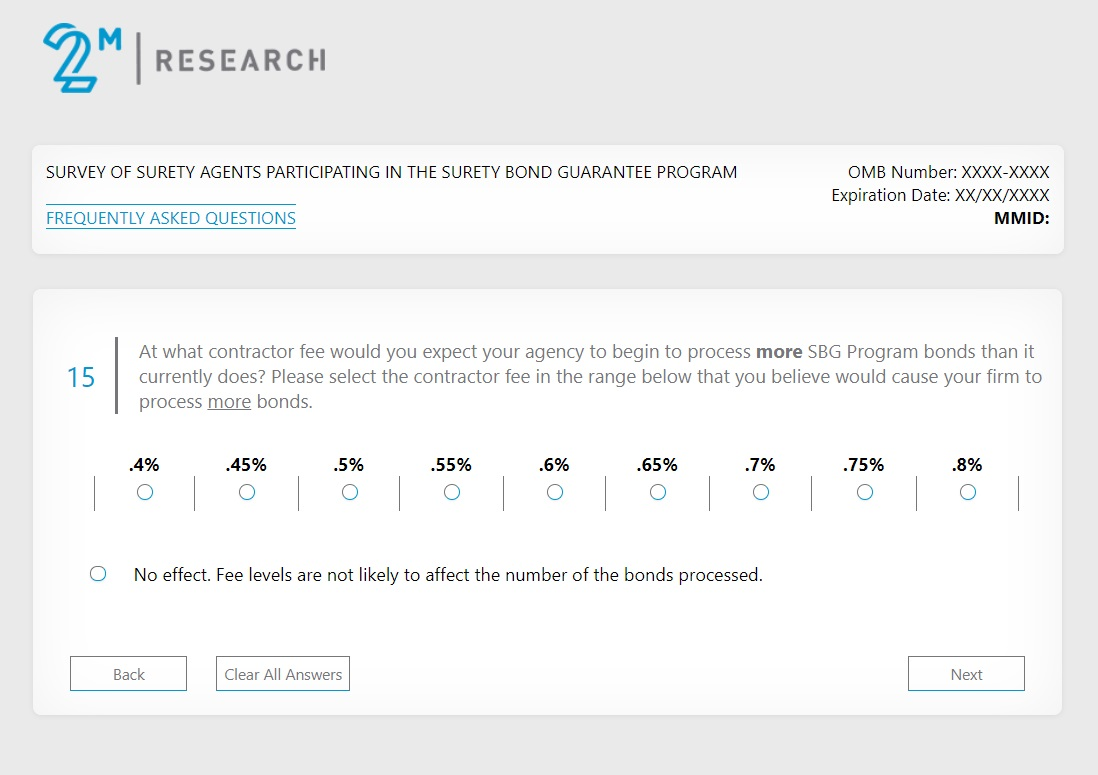 2M | RESEARCH
SURVEY OF SURETY AGENTS PARTICIPATING IN THE SURETY BOND GUARANTEE PROGRAM
OMB Number: XXXX-XXXX
Expiration Date: XX/XX/XXXX
FREQUENTLY ASKED QUESTIONS
MMID:
15
At what contractor fee would you expect your agency to begin to process more SBG Program bonds than it
currently does? Please select the contractor fee in the range below that you believe would cause your firm to
process more bonds.
.4% .45% .5% .55% .6% .65% .7% .75% .8%
No effect. Fee levels are not likely to affect the number of the bonds processed.
Back Clear All Answers Next